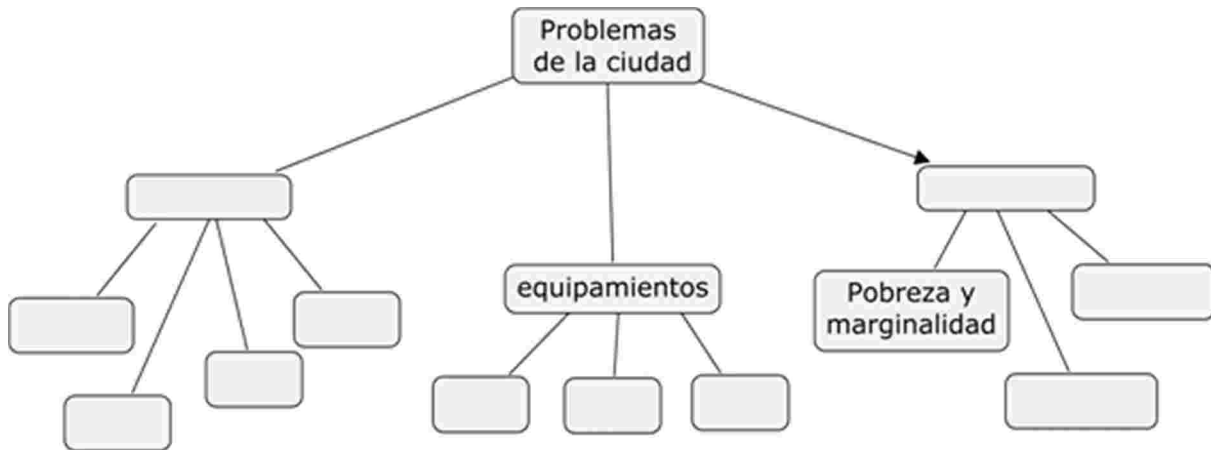 Problemas
de la ciudad
equipamientos
Pobreza y
marginalidad